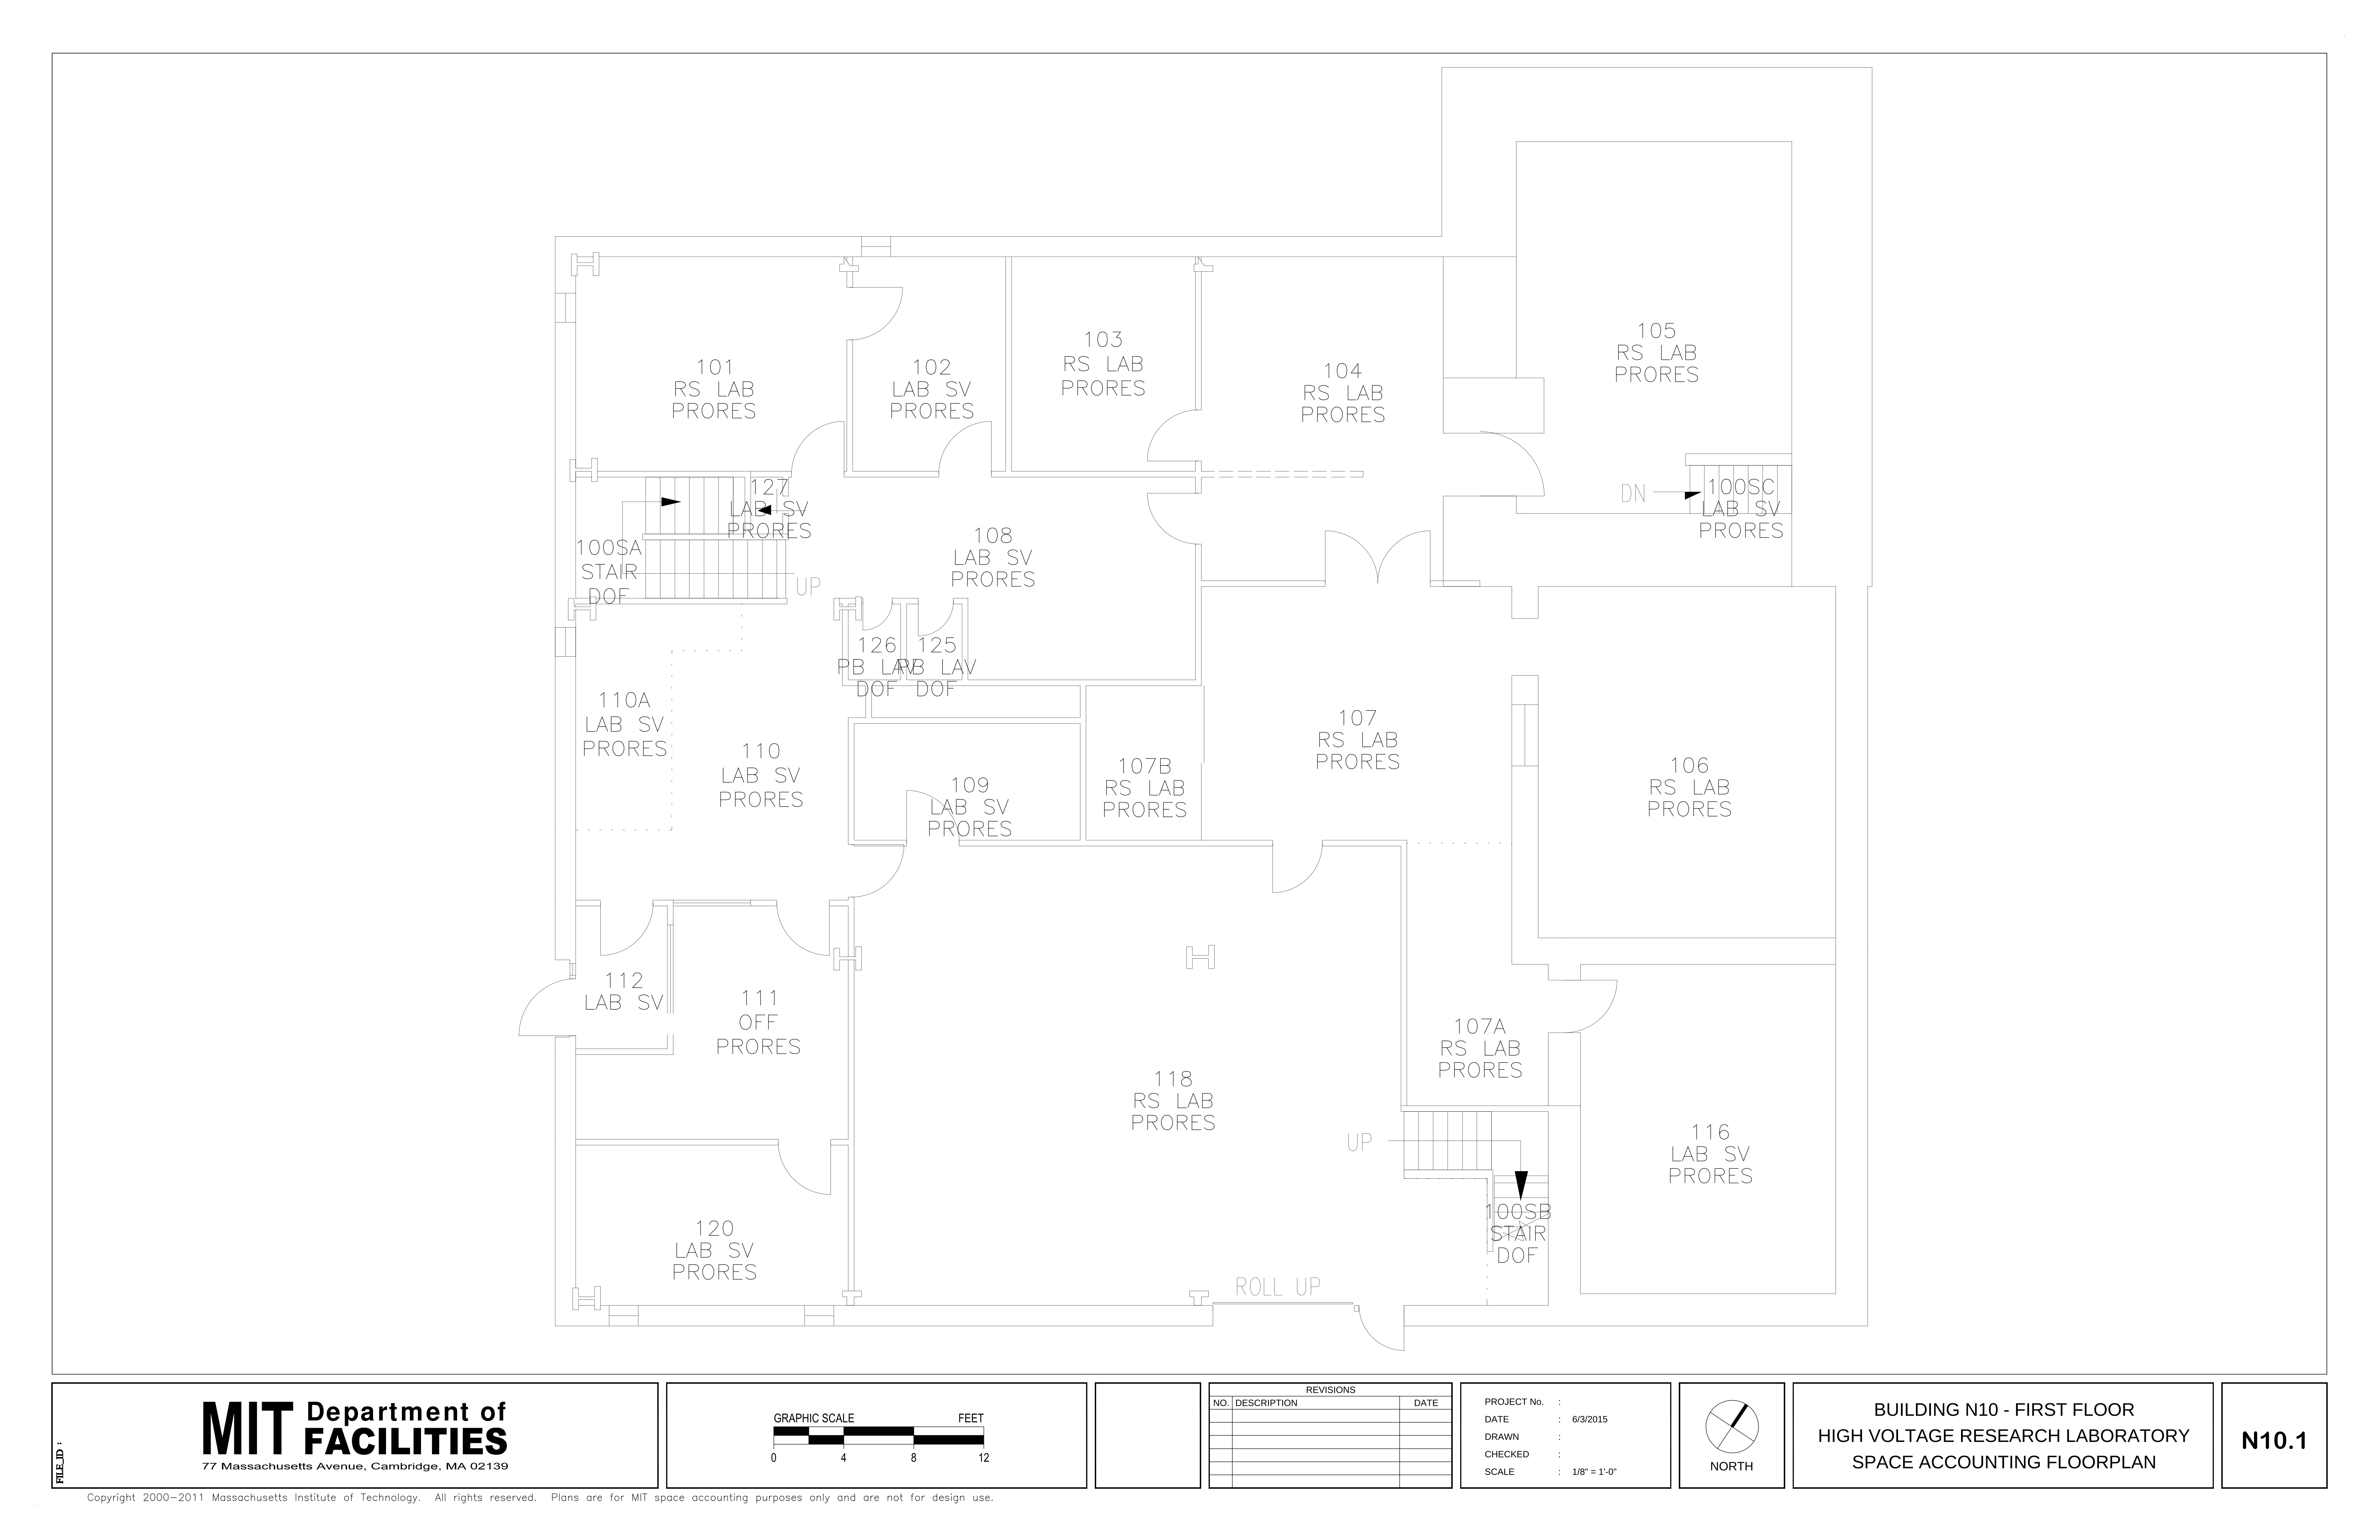 105
RS LAB
PRORES
103
RS LAB
PRORES
101
RS LAB
PRORES
102
LAB SV
PRORES
104
RS LAB
PRORES
127
LAB SV
PRORES
DN
100SC
LAB SV
PRORES
100SA
STAIR
DOF
UP
108
LAB SV
PRORES
126
PB LAV
DOF
125
PB LAV
DOF
110A
LAB SV
PRORES
110
LAB SV
PRORES
109
LAB SV
PRORES
107B
RS LAB
PRORES
107
RS LAB
PRORES
106
RS LAB
PRORES
112
LAB SV
111
OFF
PRORES
107A
RS LAB
PRORES
118
RS LAB
PRORES
UP
116
LAB SV
PRORES
100SB
STAIR
DOF
120
LAB SV
PRORES
ROLL UP
FILE_ID :
MIT Department of
FACILITIES
77 Massachusetts Avenue, Cambridge, MA 02139
GRAPHIC SCALE FEET
0 4 8 12
REVISIONS
NO. DESCRIPTION DATE
PROJECT No. :
DATE : 6/3/2015
DRAWN :
CHECKED :
SCALE : 1/8" = 1'-0"
NORTH
BUILDING N10 - FIRST FLOOR
HIGH VOLTAGE RESEARCH LABORATORY
SPACE ACCOUNTING FLOORPLAN
N10.1
Copyright 2000-2011 Massachusetts Institute of Technology. All rights reserved. Plans are for MIT space accounting purposes only and are not for design use.